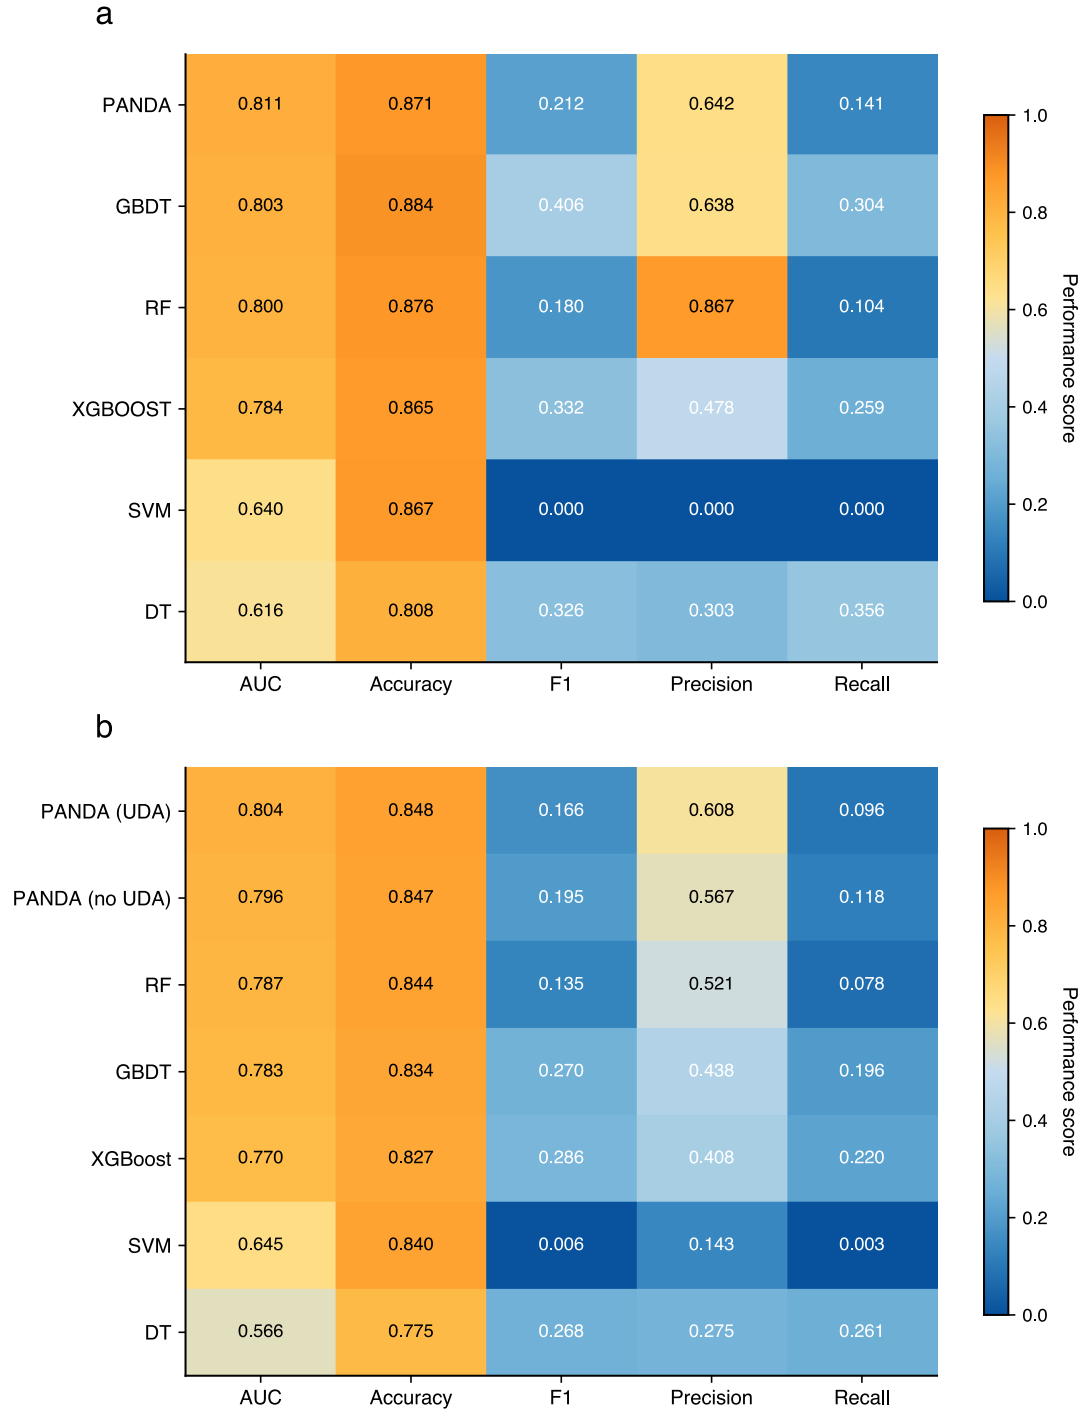 a
PANDA 0.811 0.871 0.212 0.642 0.141
GBDT 0.803 0.884 0.406 0.638 0.304
RF 0.800 0.876 0.180 0.867 0.104
XGBOOST 0.784 0.865 0.332 0.478 0.259
SVM 0.640 0.867 0.000 0.000 0.000
DT 0.616 0.808 0.326 0.303 0.356
AUC Accuracy F1 Precision Recall
1.0
0.8
0.6
0.4
0.2
0.0
Performance score
b
PANDA (UDA) 0.804 0.848 0.166 0.608 0.096
PANDA (no UDA) 0.796 0.847 0.195 0.567 0.118
RF 0.787 0.844 0.135 0.521 0.078
GBDT 0.783 0.834 0.270 0.438 0.196
XGBoost 0.770 0.827 0.286 0.408 0.220
SVM 0.645 0.840 0.006 0.143 0.003
DT 0.566 0.775 0.268 0.275 0.261
AUC Accuracy F1 Precision Recall
1.0
0.8
0.6
0.4
0.2
0.0
Performance score